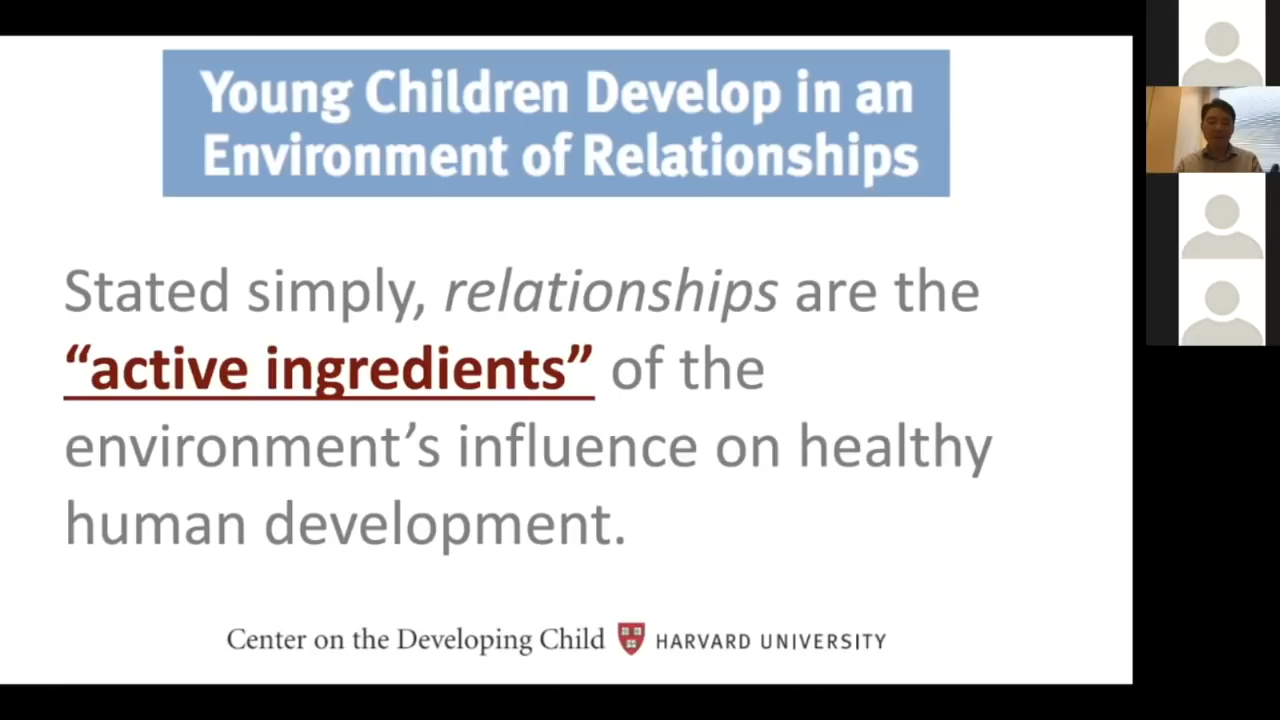 Young Children Develop in an
Environment of Relationships
Stated simply, relationships are the
“active ingredients” of the
environment’s influence on healthy
human development.
Center on the Developing Child HARVARD UNIVERSITY